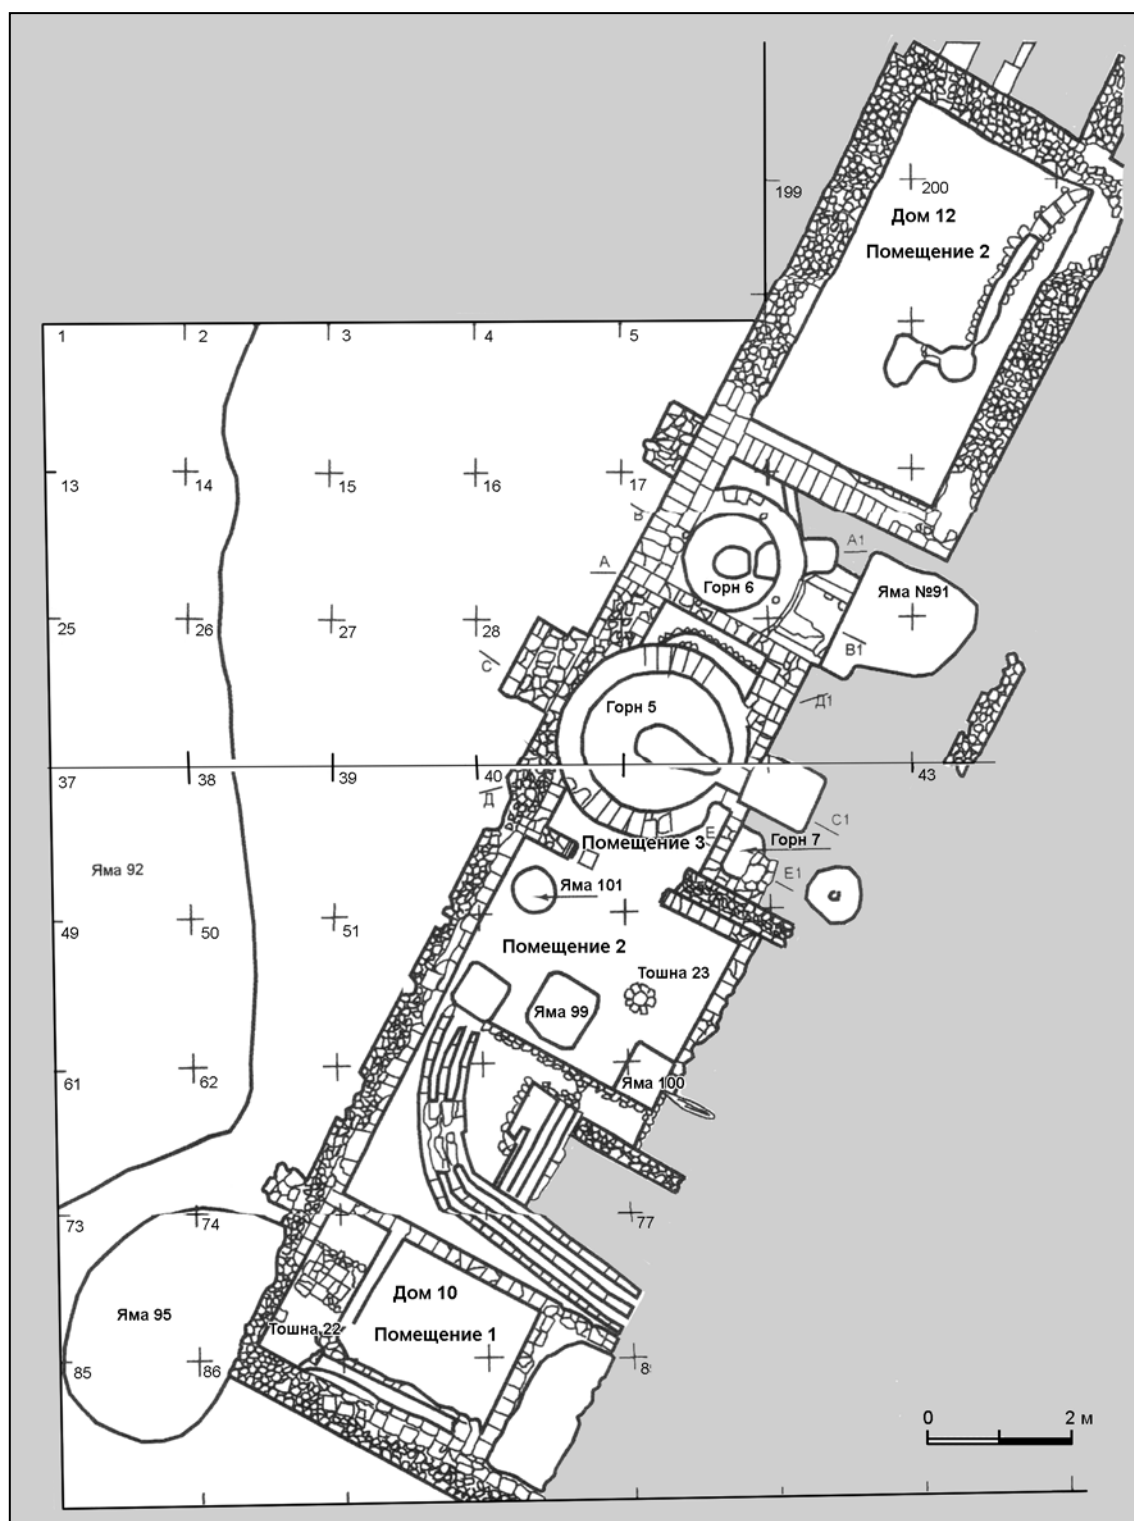 199
200
Дом 12
Помещение 2
1
2
3
4
5
13
14
15
16
17
В
А
А1
Горн 6
Яма №91
25
26
27
28
С
В1
Д1
Горн 5
37
38
39
40
43
Д
С1
Е
Помещение 3
Горн 7
Е1
Яма 92
Яма 101
49
50
51
Помещение 2
Тошна 23
Яма 99
61
62
Яма 100
73
74
77
Дом 10
Яма 95
Тошна 22
Помещение 1
85
86
8
0
2 м